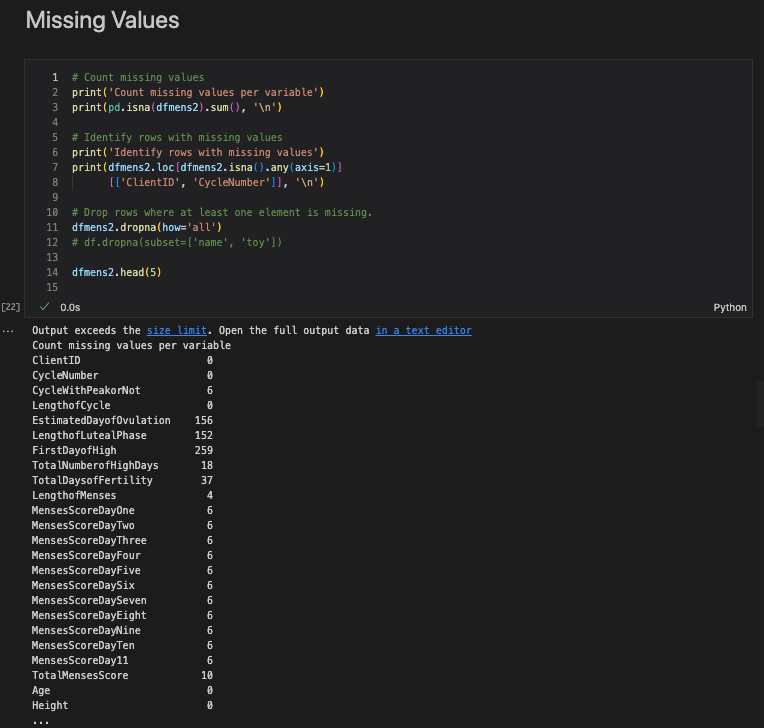 Missing Values
1 # Count missing values
2 print('Count missing values per variable')
3 print(pd.isna(dfmens2).sum(), '\n')
4
5 # Identify rows with missing values
6 print('Identify rows with missing values')
7 print(dfmens2.loc[dfmens2.isna().any(axis=1)]
8       [['ClientID', 'CycleNumber']], '\n')
9
10 # Drop rows where at least one element is missing.
11 dfmens2.dropna(how='all')
12 # df.dropna(subset=['name', 'toy'])
13
14 dfmens2.head(5)
15
[22] ✓ 0.0s Python
... Output exceeds the size limit. Open the full output data in a text editor
Count missing values per variable
ClientID 0
CycleNumber 0
CycleWithPeakorNot 6
LengthofCycle 0
EstimatedDayofOvulation 156
LengthofLutealPhase 152
FirstDayofHigh 259
TotalNumberofHighDays 18
TotalDaysofFertility 37
LengthofMenses 4
MensesScoreDayOne 6
MensesScoreDayTwo 6
MensesScoreDayThree 6
MensesScoreDayFour 6
MensesScoreDayFive 6
MensesScoreDaySix 6
MensesScoreDaySeven 6
MensesScoreDayEight 6
MensesScoreDayNine 6
MensesScoreDayTen 6
MensesScoreDay11 6
TotalMensesScore 10
Age 0
Height 0
...